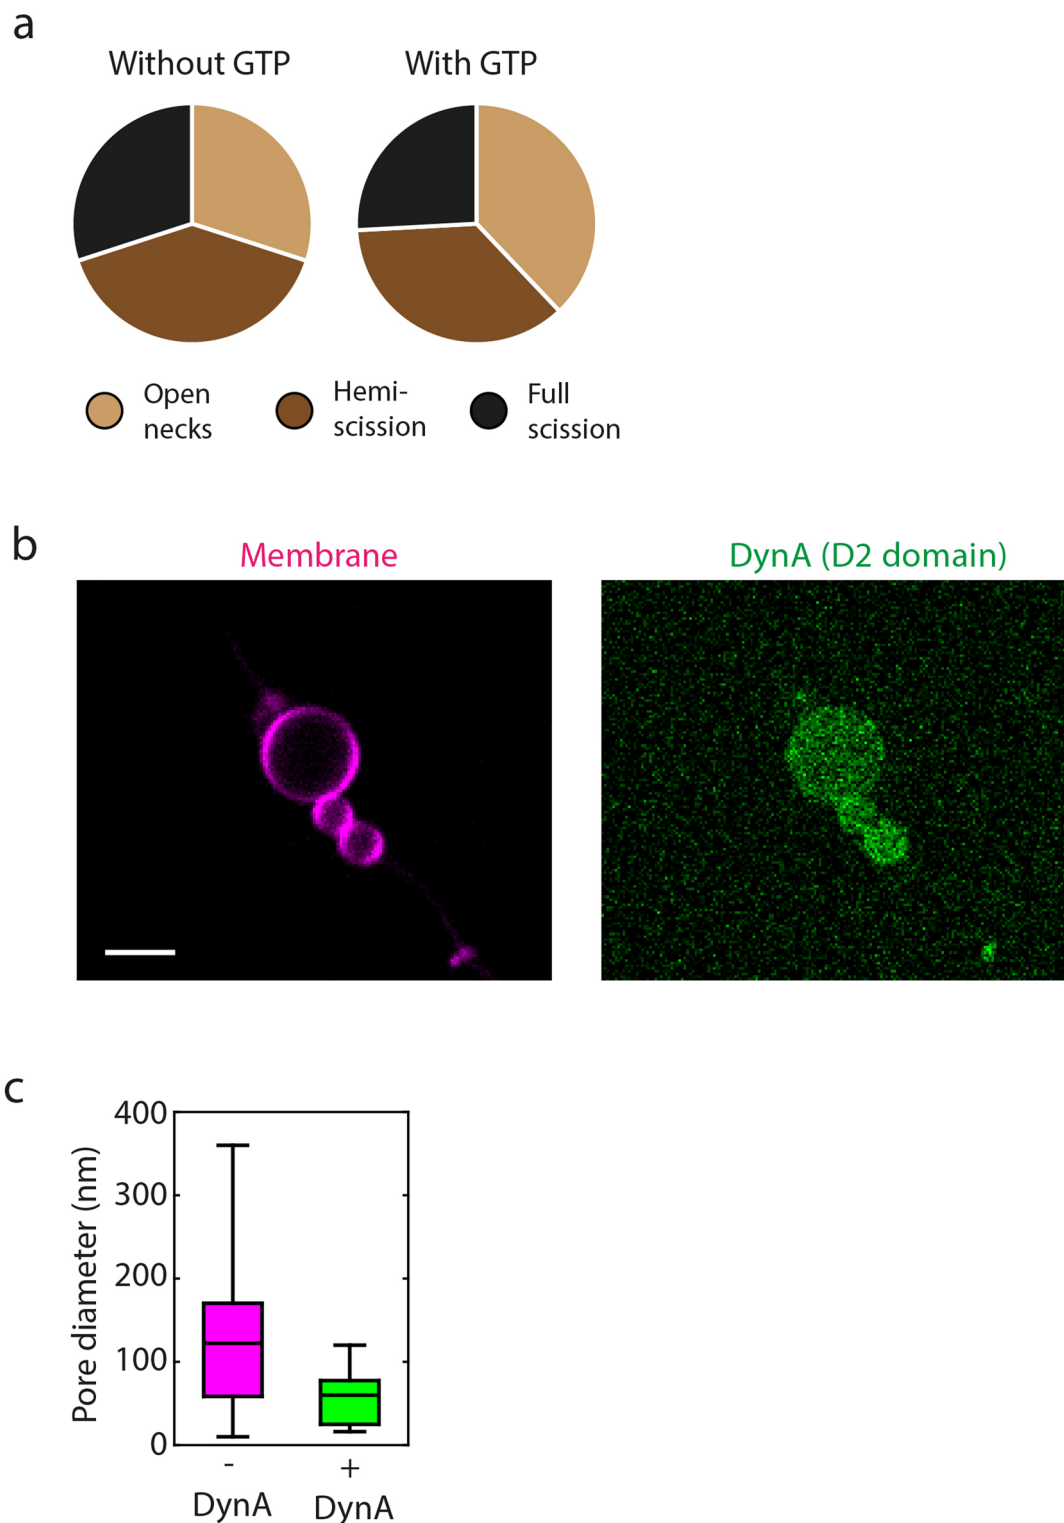 a
Without GTP
With GTP
Open
necks
Hemi-
scission
Full
scission
b
Membrane
DynA (D2 domain)
c
Pore diameter (nm)
400
300
200
100
0
-
DynA
+
DynA